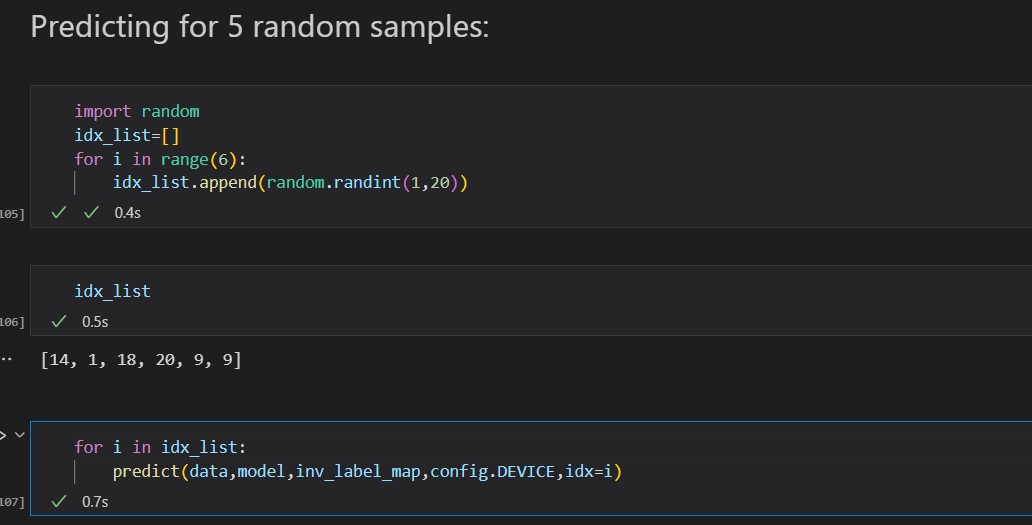 Predicting for 5 random samples:
import random
idx_list=[]
for i in range(6):
idx_list.append(random.randint(1,20))
105]
0.4s
idx_list
106]
0.5s
[14, 1, 18, 20, 9, 9]
for i in idx_list:
predict(data,model,inv_label_map,config.DEVICE,idx=i)
107]
0.7s